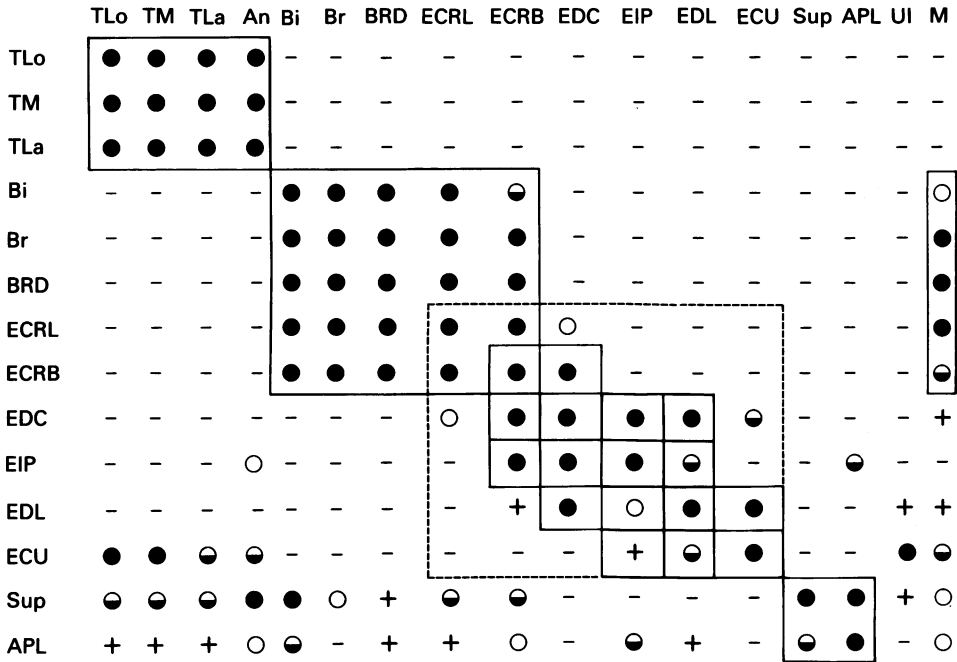 TLo TM TLa An Bi Br BRD ECRL ECRB EDC EIP EDL ECU Sup APL UI M
TLo ● ● ● ● – – – – – – – – – – – – –
TM ● ● ● ● – – – – – – – – – – – – –
TLa ● ● ● ● – – – – – – – – – – – – –
Bi – – – – ● ● ● ● ◒ – – – – – – – ○
Br – – – – ● ● ● ● ● – – – – – – – ●
BRD – – – – ● ● ● ● ● – – – – – – – ●
ECRL – – – – ● ● ● ● ● ○ – – – – – – ●
ECRB – – – – ● ● ● ● ● ● – – – – – – ◒
EDC – – – – – – – ○ ● ● ● ● ◒ – – – +
EIP – – – ○ – – – – ● ● ● ◒ – – ◒ – –
EDL – – – – – – – – + ● ○ ● ● – – + +
ECU ● ● ◒ ◒ – – – – – – + ◒ ● – – ● ◒
Sup ◒ ◒ ◒ ● ● ○ + ◒ ◒ – – – – ● ● + ○
APL + + + ○ ◒ – + + ○ – ◒ + – ◒ ● – ○